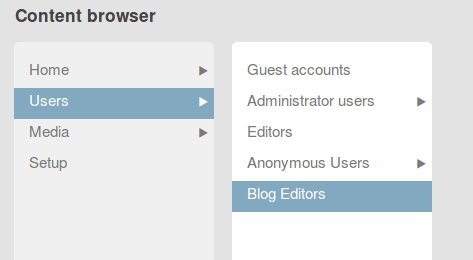 Content browser
Home
Users
Media
Setup
Guest accounts
Administrator users
Editors
Anonymous Users
Blog Editors